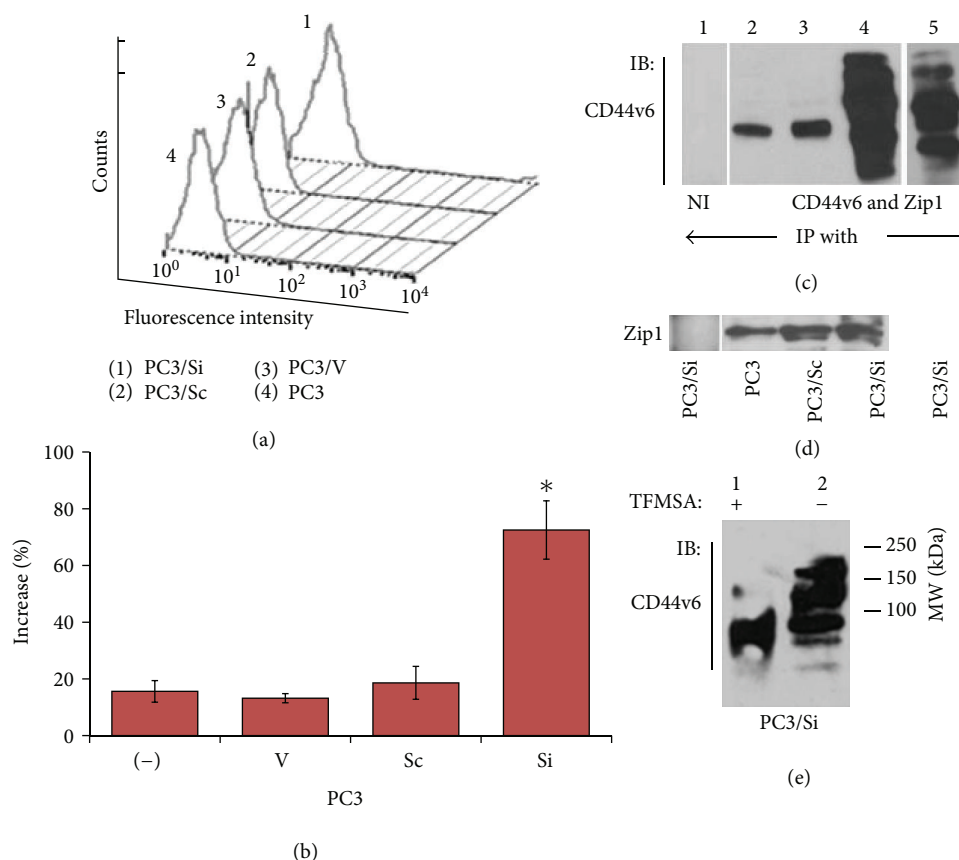 1
2
3
4
Counts
10^0 10^1 10^2 10^3 10^4
Fluorescence intensity
(1) PC3/Si (3) PC3/V
(2) PC3/Sc (4) PC3
(a)
100
80
60
40
20
0
Increase (%)
*
(−) V Sc Si
PC3
(b)
1 2 3 4 5
IB:
CD44v6
NI CD44v6 and Zip1
IP with
(c)
Zip1
PC3/Si PC3 PC3/Sc PC3/Si PC3/Si
(d)
1 2
TFMSA: + −
IB:
CD44v6
250
150
100
MW (kDa)
PC3/Si
(e)